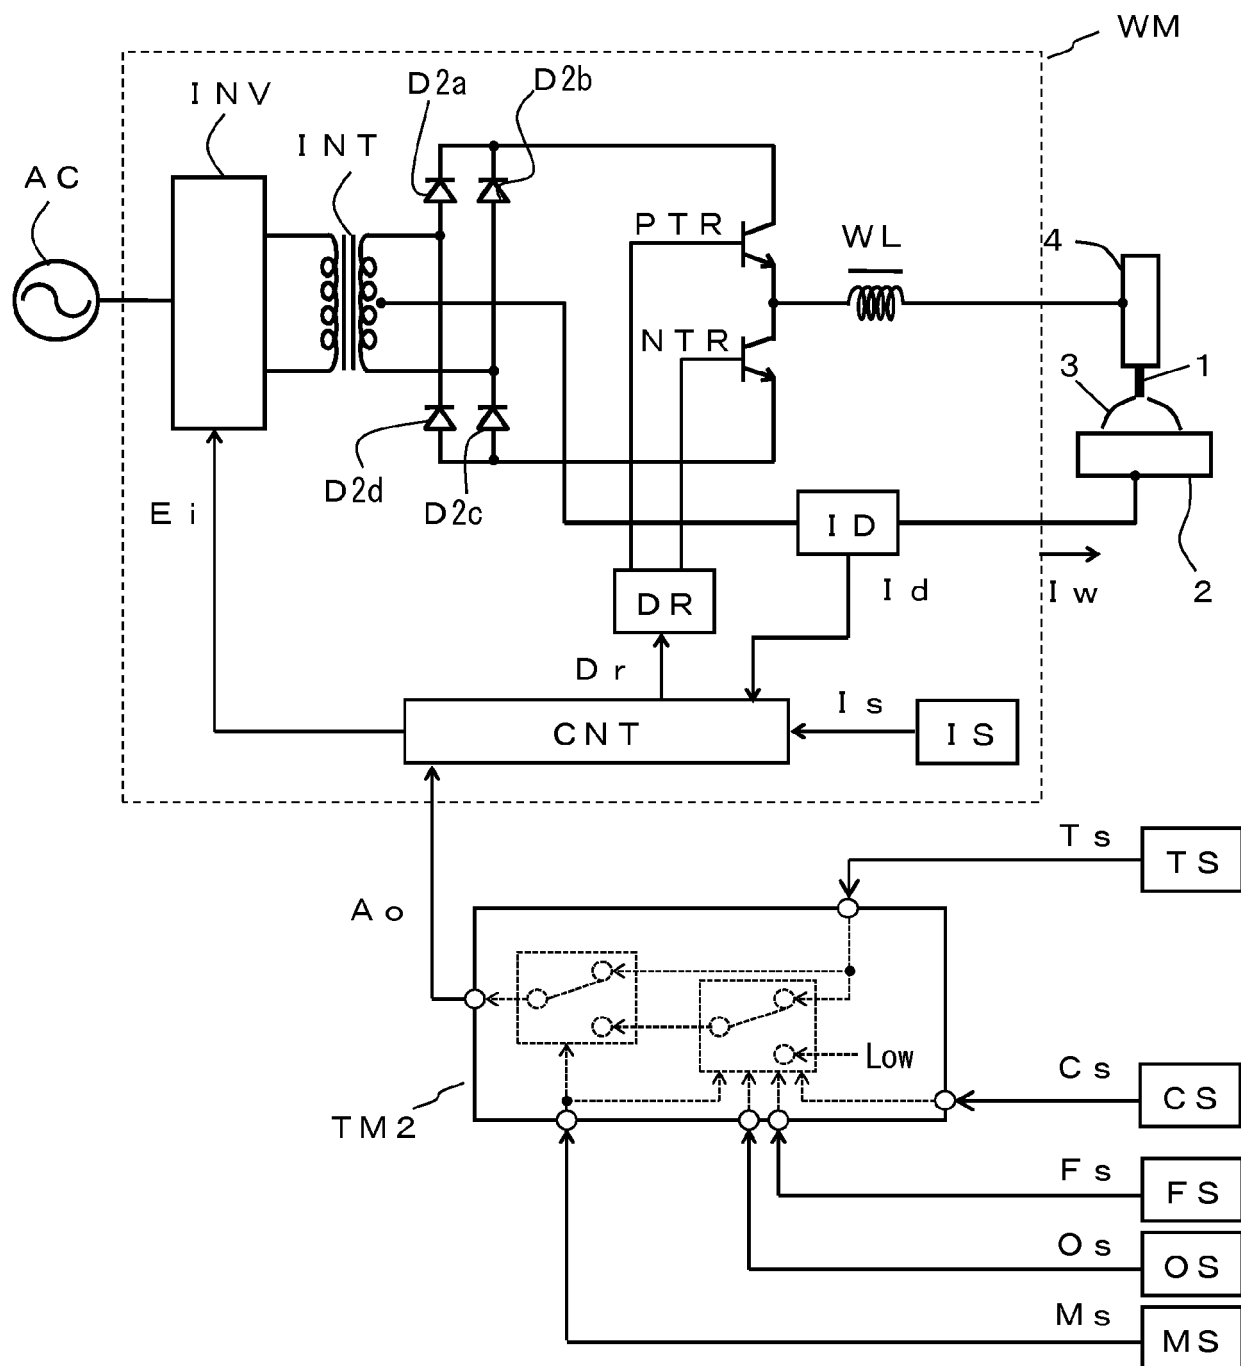 WM
INV
D2a
D2b
INT
AC
PTR
WL
4
NTR
3
1
D2d
D2c
Ei
ID
Id
Iw
2
DR
Dr
CNT
Is
IS
Ts
TS
Ao
Low
Cs
CS
TM2
Fs
FS
Os
OS
Ms
MS